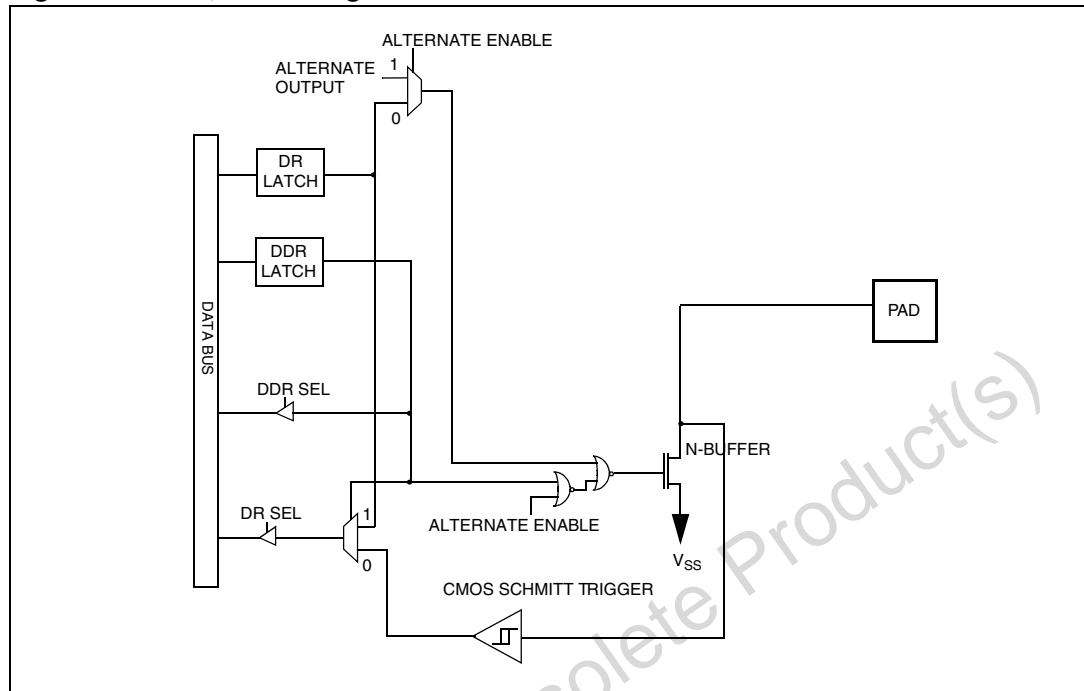 ALTERNATE ENABLE
ALTERNATE
OUTPUT
1
0
DR
LATCH
DDR
LATCH
DATA BUS
PAD
DDR SEL
N-BUFFER
DR SEL
1
0
ALTERNATE ENABLE
VSS
CMOS SCHMITT TRIGGER
solete Product(s)